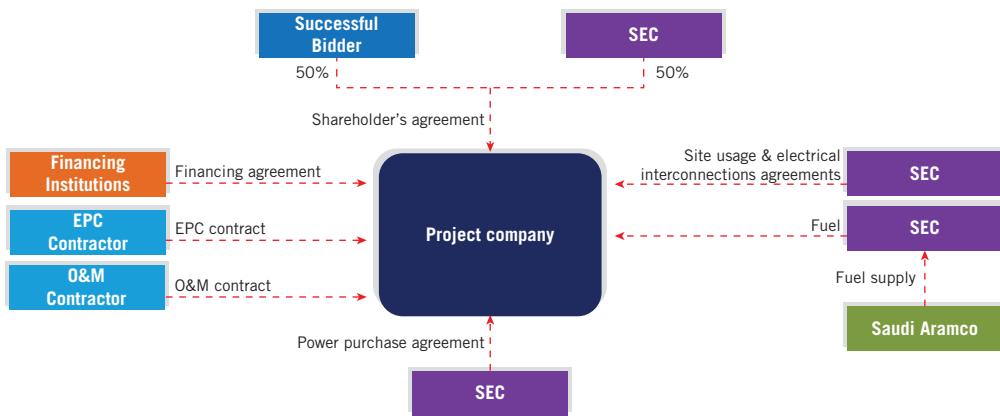 Successful
Bidder
SEC
50%
50%
Shareholder's agreement
Financing
Institutions
Financing agreement
EPC
Contractor
EPC contract
O&M
Contractor
O&M contract
Project company
Site usage & electrical
interconnections agreements
SEC
Fuel
SEC
Fuel supply
Saudi Aramco
Power purchase agreement
SEC